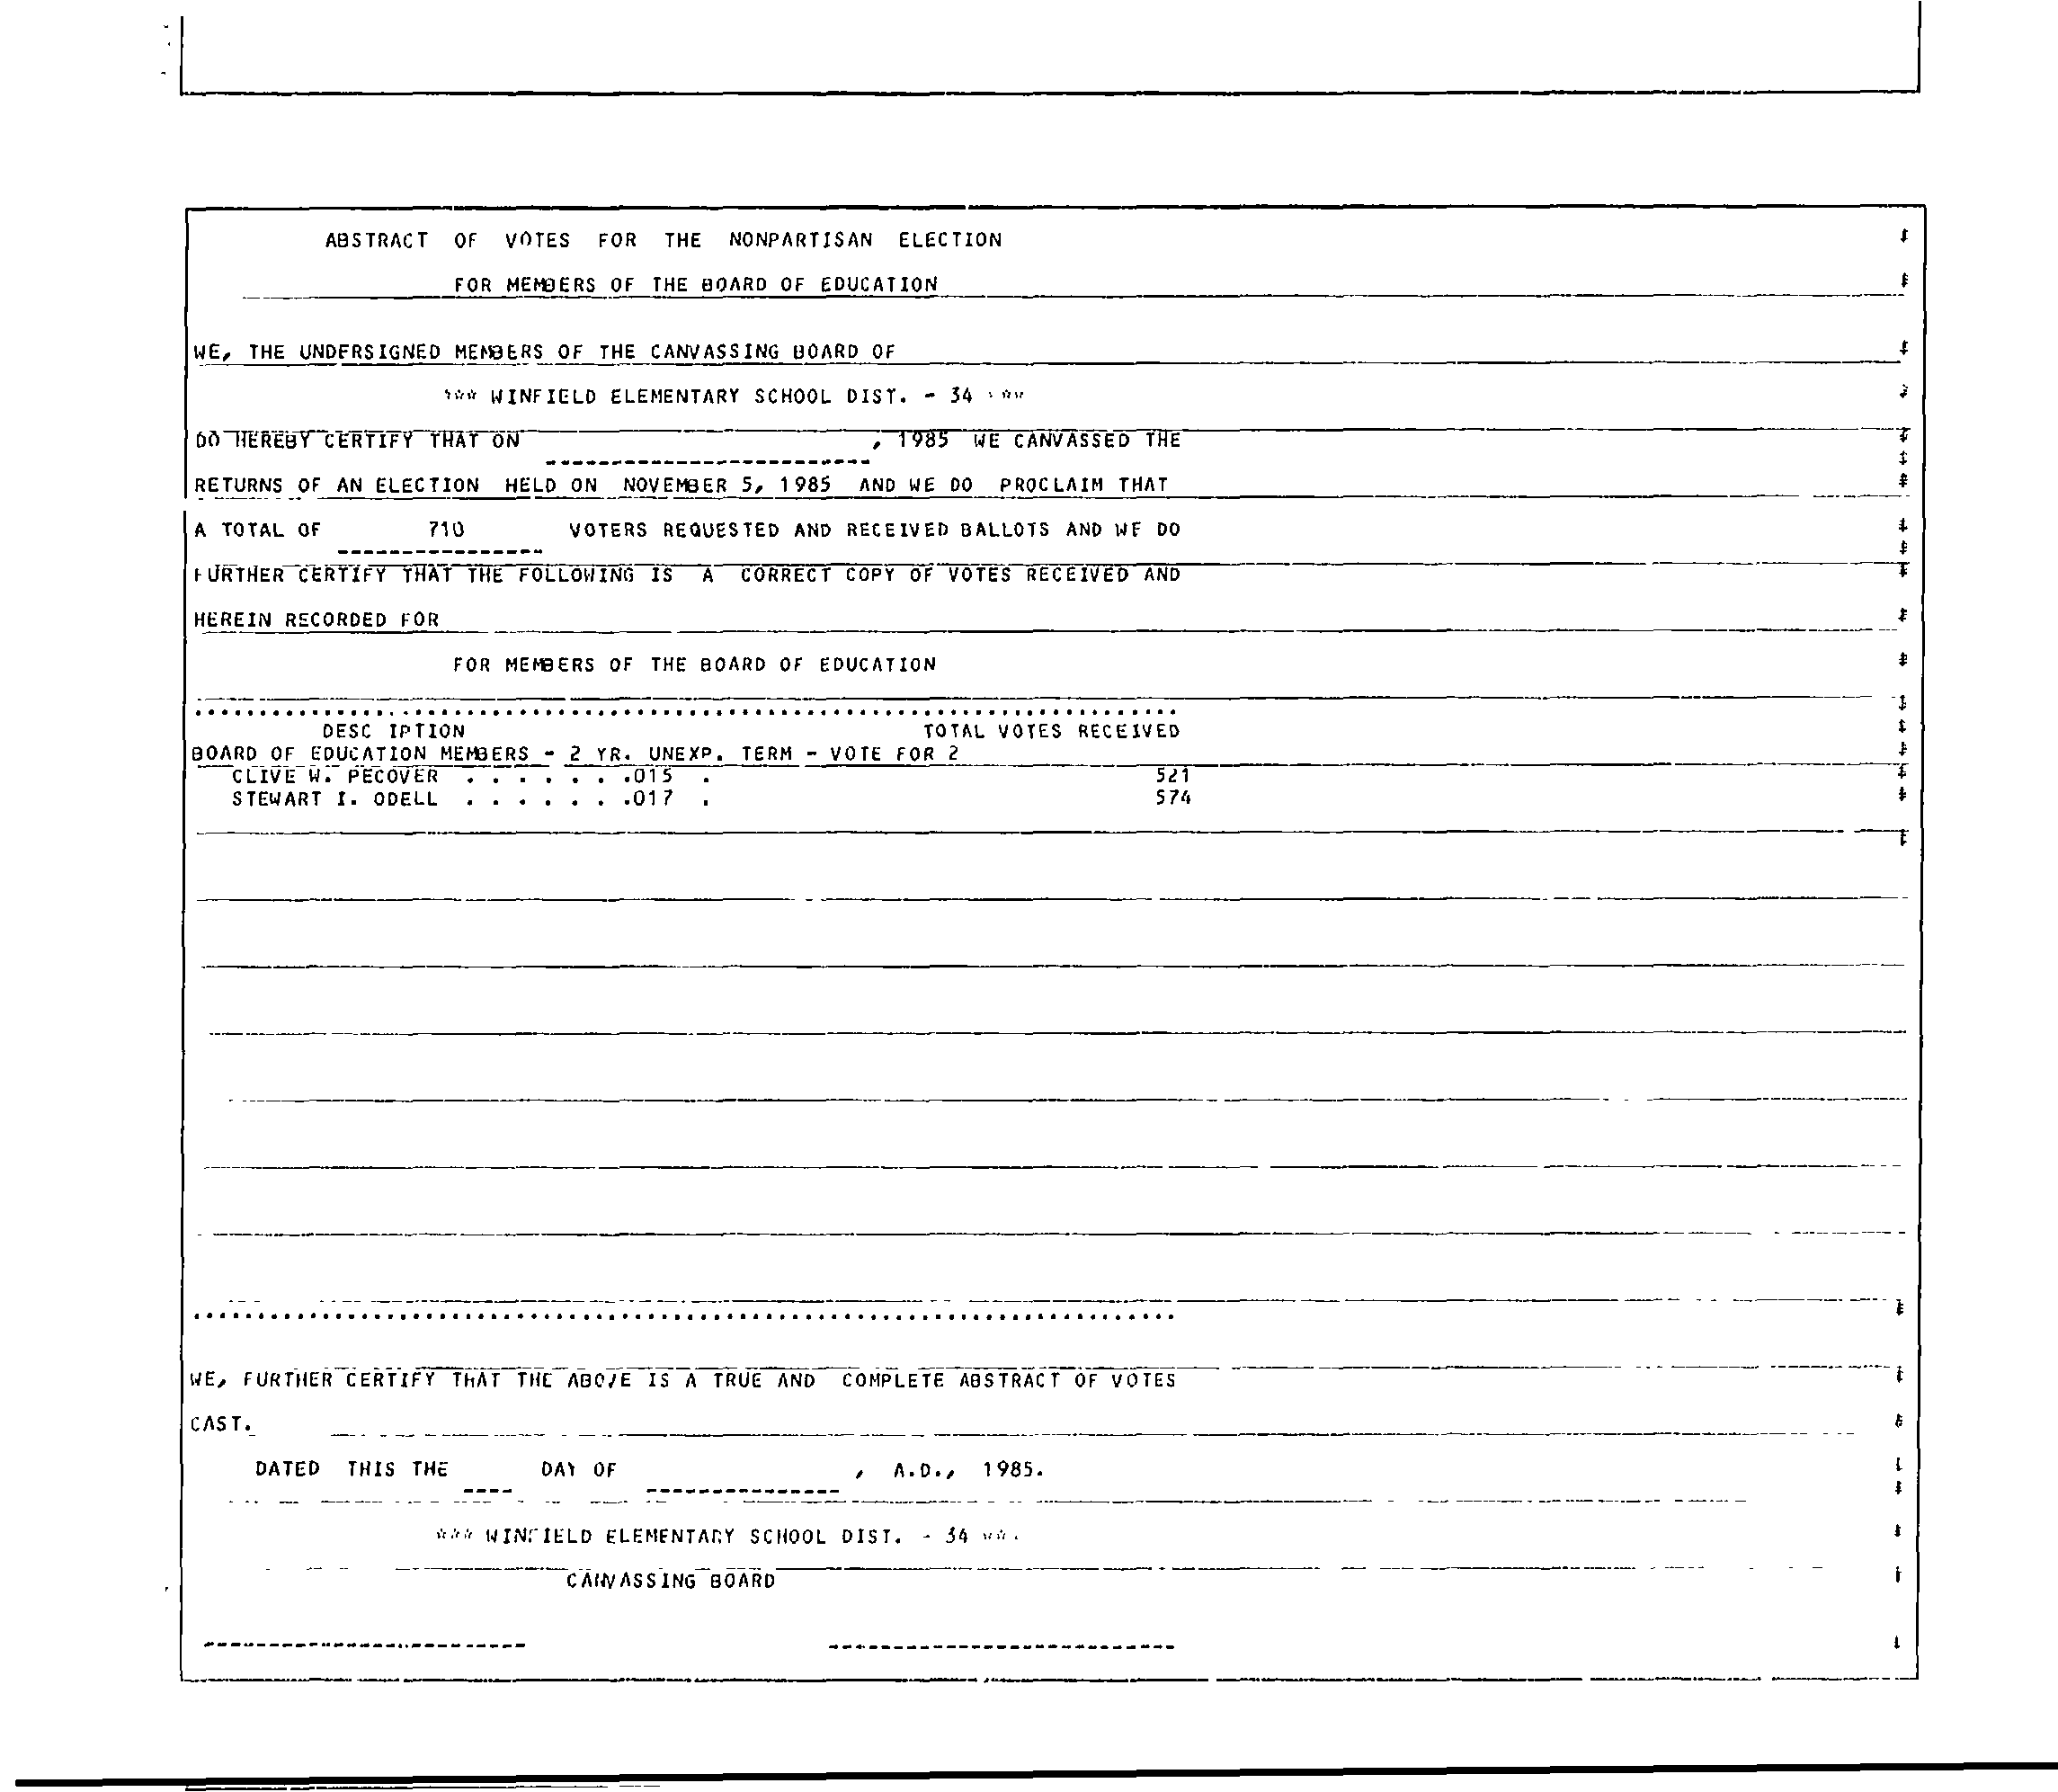 ABSTRACT OF VOTES FOR THE NONPARTISAN ELECTION
FOR MEMBERS OF THE BOARD OF EDUCATION
WE, THE UNDERSIGNED MEMBERS OF THE CANVASSING BOARD OF
*** WINFIELD ELEMENTARY SCHOOL DIST. - 34 ***
DO HEREBY CERTIFY THAT ON , 1985 WE CANVASSED THE
RETURNS OF AN ELECTION HELD ON NOVEMBER 5, 1985 AND WE DO PROCLAIM THAT
A TOTAL OF 710 VOTERS REQUESTED AND RECEIVED BALLOTS AND WE DO
FURTHER CERTIFY THAT THE FOLLOWING IS A CORRECT COPY OF VOTES RECEIVED AND
HEREIN RECORDED FOR
FOR MEMBERS OF THE BOARD OF EDUCATION
DESC IPTION TOTAL VOTES RECEIVED
BOARD OF EDUCATION MEMBERS - 2 YR. UNEXP. TERM - VOTE FOR 2
CLIVE W. PECOVER . . . . . . .015 . 521
STEWART I. ODELL . . . . . . .017 . 574
WE, FURTHER CERTIFY THAT THE ABOVE IS A TRUE AND COMPLETE ABSTRACT OF VOTES
CAST.
DATED THIS THE ---- DAY OF --------------- , A.D., 1985.
*** WINFIELD ELEMENTARY SCHOOL DIST. - 34 ***
CANVASSING BOARD